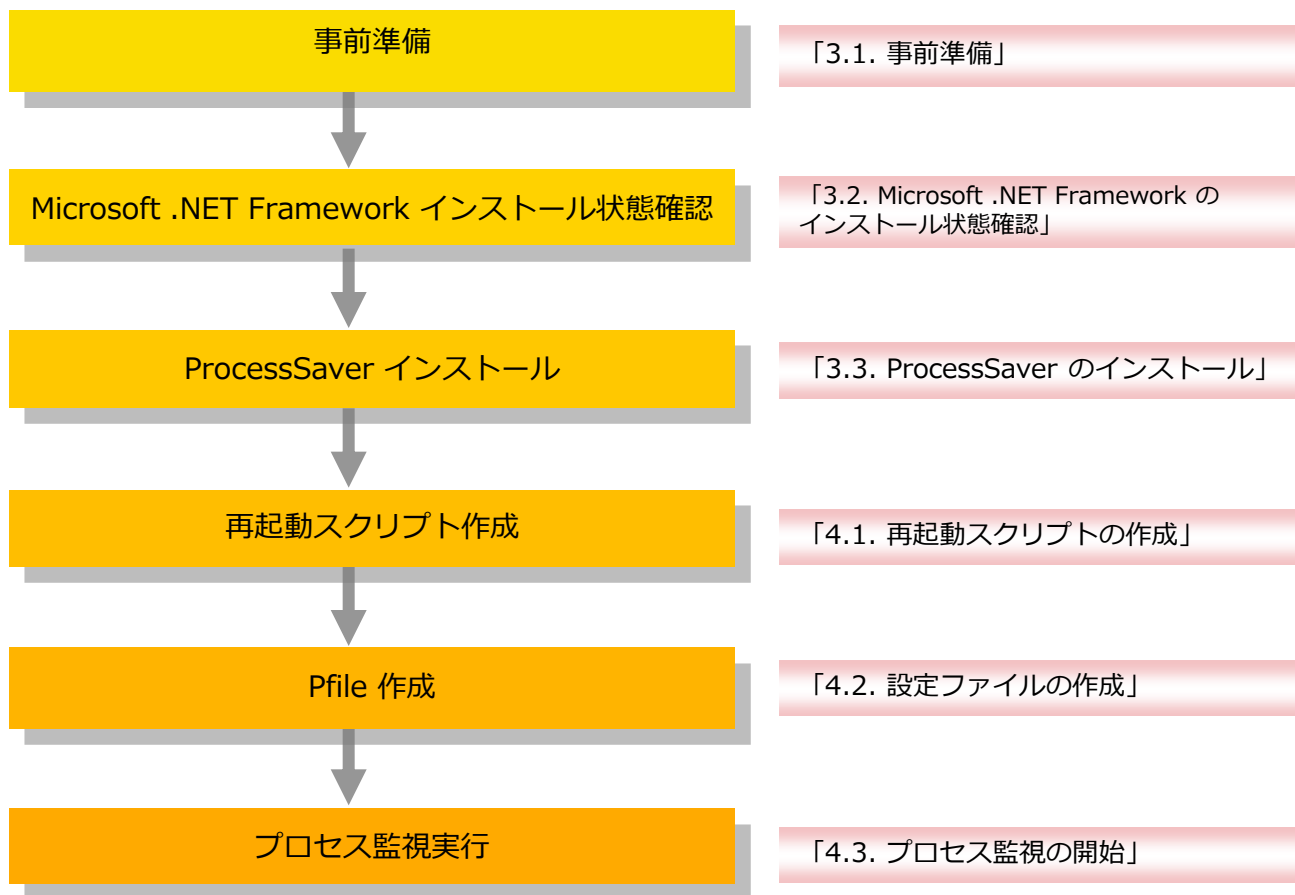 事前準備
「3.1. 事前準備」
Microsoft .NET Framework インストール状態確認
「3.2. Microsoft .NET Framework の
インストール状態確認」
ProcessSaver インストール
「3.3. ProcessSaver のインストール」
再起動スクリプト作成
「4.1. 再起動スクリプトの作成」
Pfile 作成
「4.2. 設定ファイルの作成」
プロセス監視実行
「4.3. プロセス監視の開始」